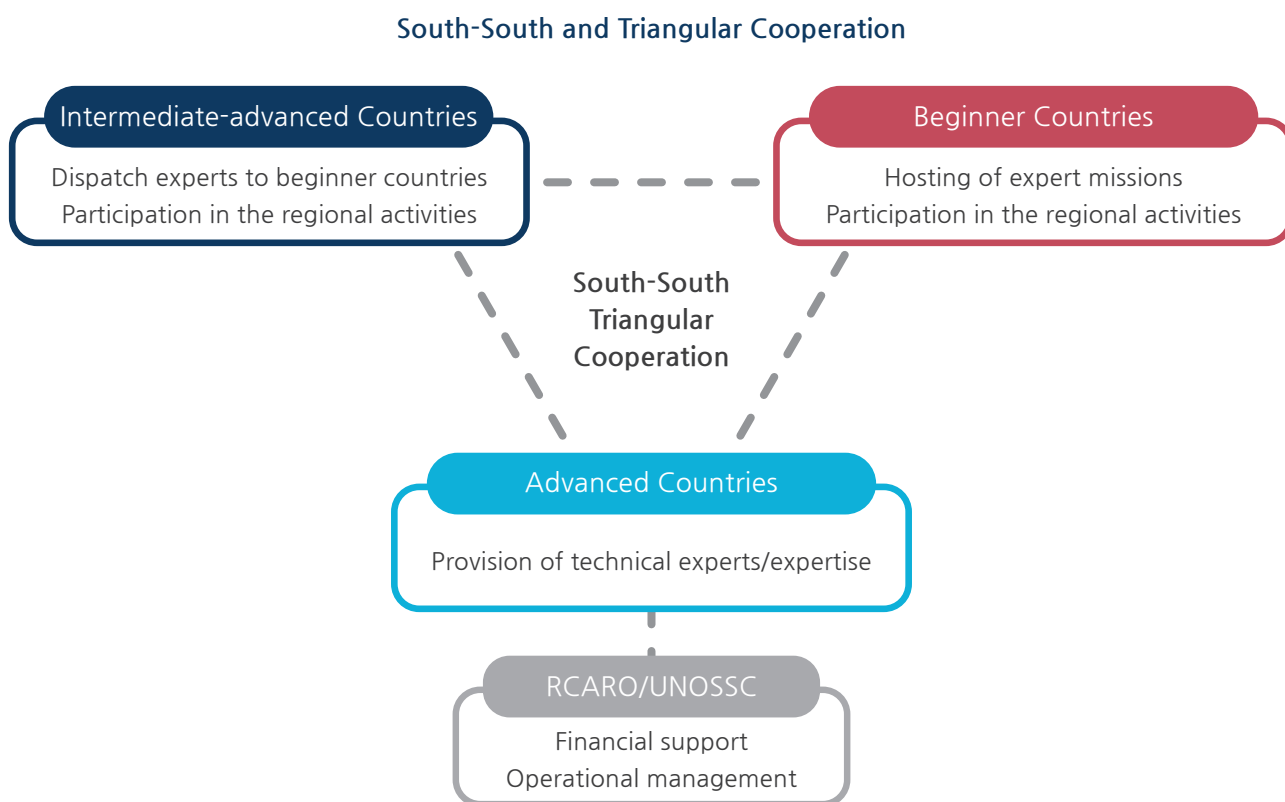 South-South and Triangular Cooperation
Intermediate-advanced Countries
Dispatch experts to beginner countries
Participation in the regional activities
Beginner Countries
Hosting of expert missions
Participation in the regional activities
South-South
Triangular
Cooperation
Advanced Countries
Provision of technical experts/expertise
RCARO/UNOSSC
Financial support
Operational management